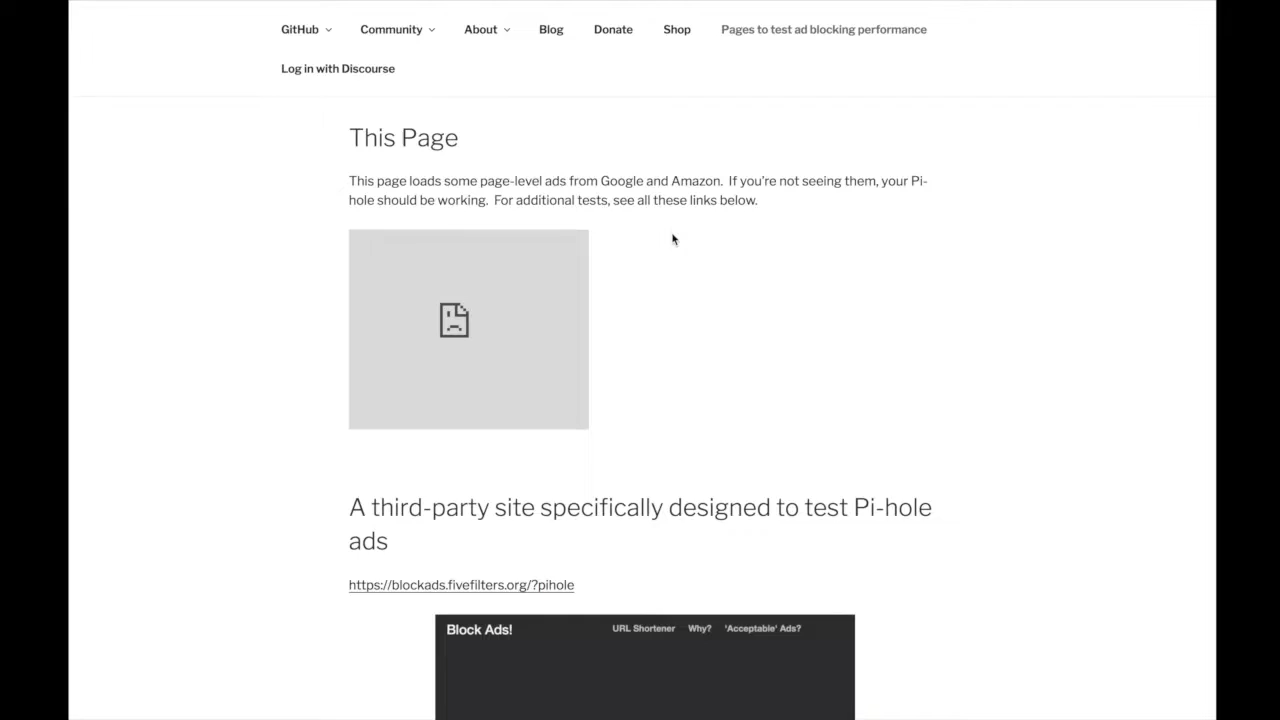 GitHub Community About Blog Donate Shop Pages to test ad blocking performance
Log in with Discourse
This Page
This page loads some page-level ads from Google and Amazon.  If you're not seeing them, your Pi-
hole should be working.  For additional tests, see all these links below.
A third-party site specifically designed to test Pi-hole
ads
https://blockads.fivefilters.org/?pihole
Block Ads! URL Shortener Why? 'Acceptable' Ads?